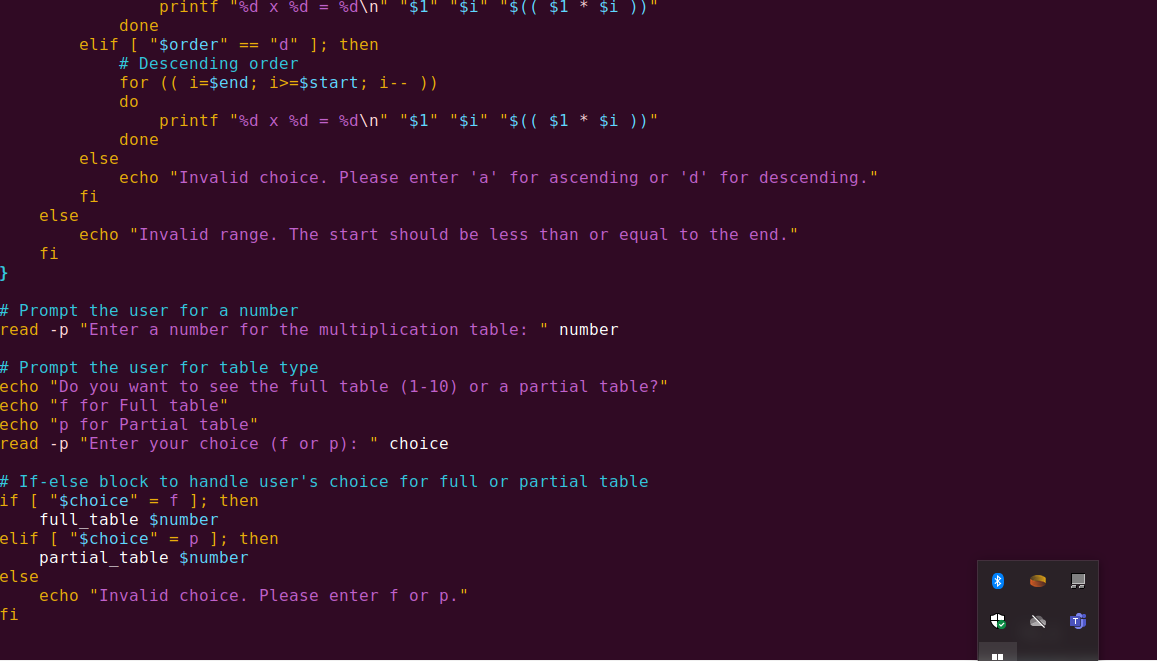 printf "%d x %d = %d\n" "$1" "$i" "$(( $1 * $i ))"
            done
        elif [ "$order" == "d" ]; then
            # Descending order
            for (( i=$end; i>=$start; i-- ))
            do
                printf "%d x %d = %d\n" "$1" "$i" "$(( $1 * $i ))"
            done
        else
            echo "Invalid choice. Please enter 'a' for ascending or 'd' for descending."
        fi
    else
        echo "Invalid range. The start should be less than or equal to the end."
    fi
}
# Prompt the user for a number
read -p "Enter a number for the multiplication table: " number
# Prompt the user for table type
echo "Do you want to see the full table (1-10) or a partial table?"
echo "f for Full table"
echo "p for Partial table"
read -p "Enter your choice (f or p): " choice
# If-else block to handle user's choice for full or partial table
if [ "$choice" = f ]; then
    full_table $number
elif [ "$choice" = p ]; then
    partial_table $number
else
    echo "Invalid choice. Please enter f or p."
fi